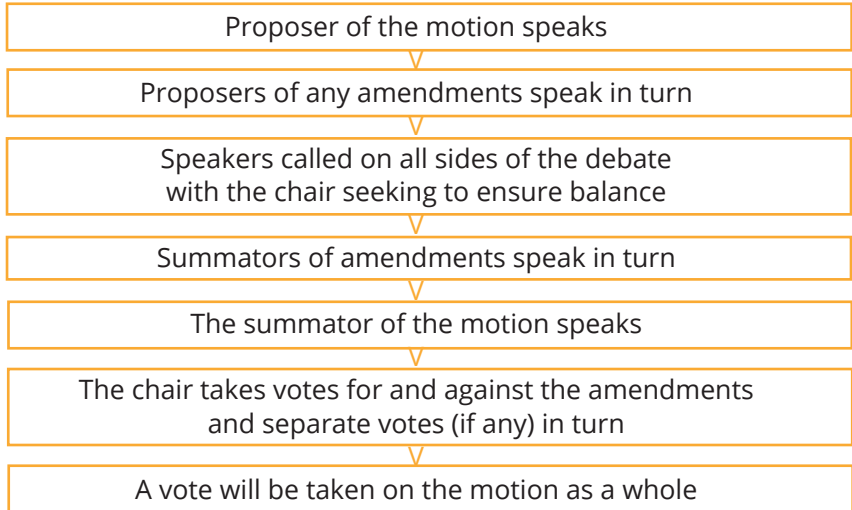 Proposer of the motion speaks
Proposers of any amendments speak in turn
Speakers called on all sides of the debate
with the chair seeking to ensure balance
Summators of amendments speak in turn
The summator of the motion speaks
The chair takes votes for and against the amendments
and separate votes (if any) in turn
A vote will be taken on the motion as a whole